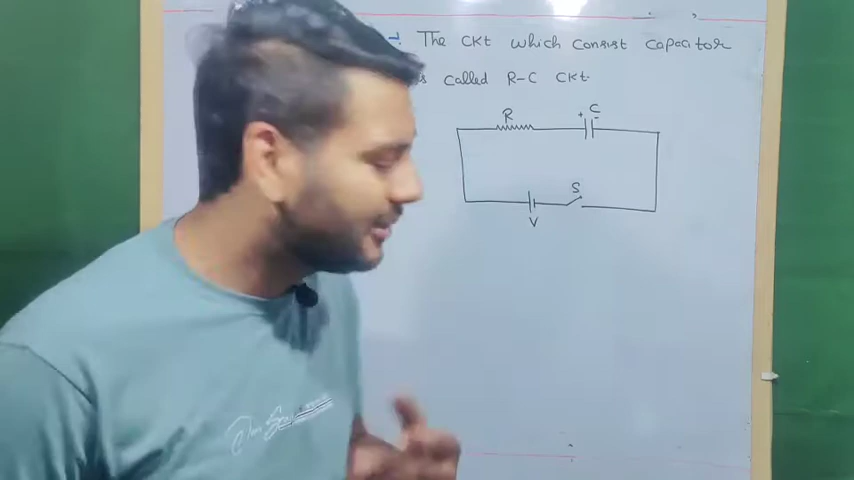 The CKT which consist capacitor
called R-C CKT.
R
+ C -
S
V